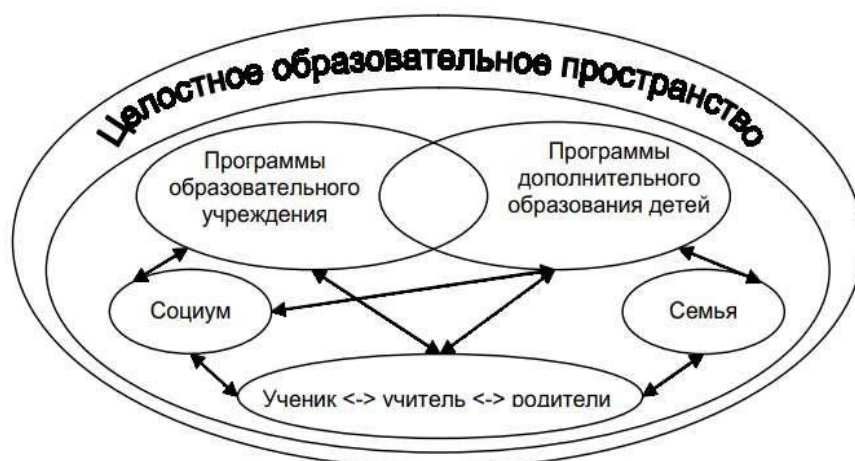 Целостное образовательное пространство
Программы
образовательного
учреждения
Программы
дополнительного
образования детей
Социум
Семья
Ученик <-> учитель <-> родители